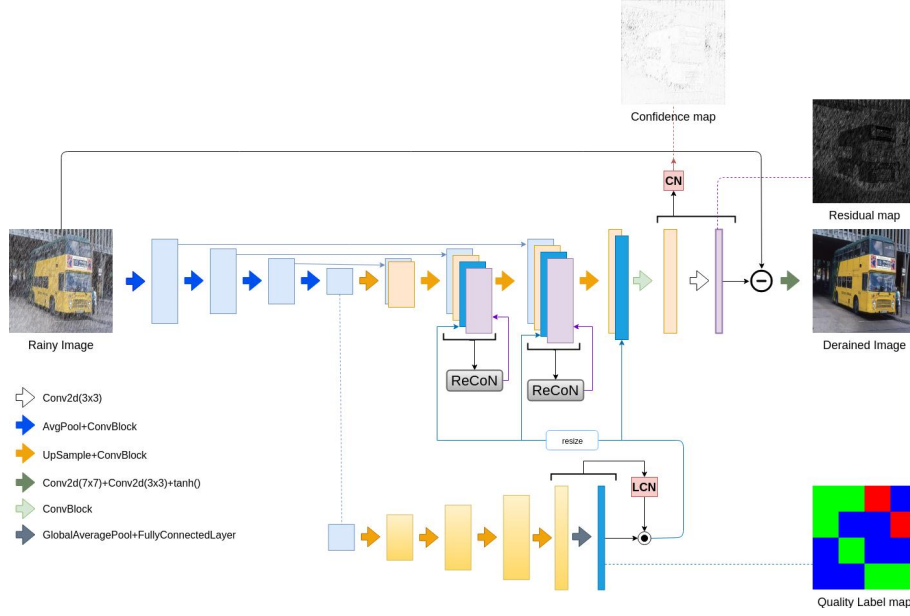 Confidence map
CN
Residual map
Rainy Image
Derained Image
ReCoN
ReCoN
Conv2d(3x3)
AvgPool+ConvBlock
UpSample+ConvBlock
Conv2d(7x7)+Conv2d(3x3)+tanh()
ConvBlock
GlobalAveragePool+FullyConnectedLayer
resize
LCN
Quality Label map